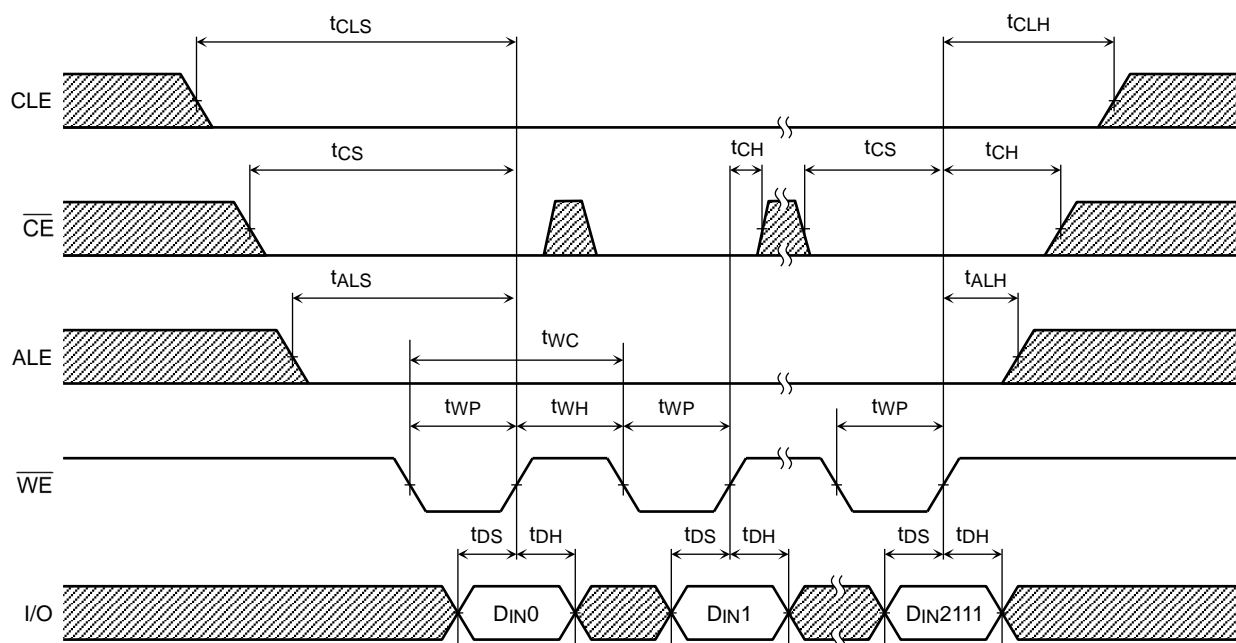 tCLS tCLH
CLE
tCS tCH tCS tCH
CE
tALS tALH
ALE
tWC
tWP tWH tWP tWP
WE
tDS tDH tDS tDH tDS tDH
I/O DIN0 DIN1 DIN2111